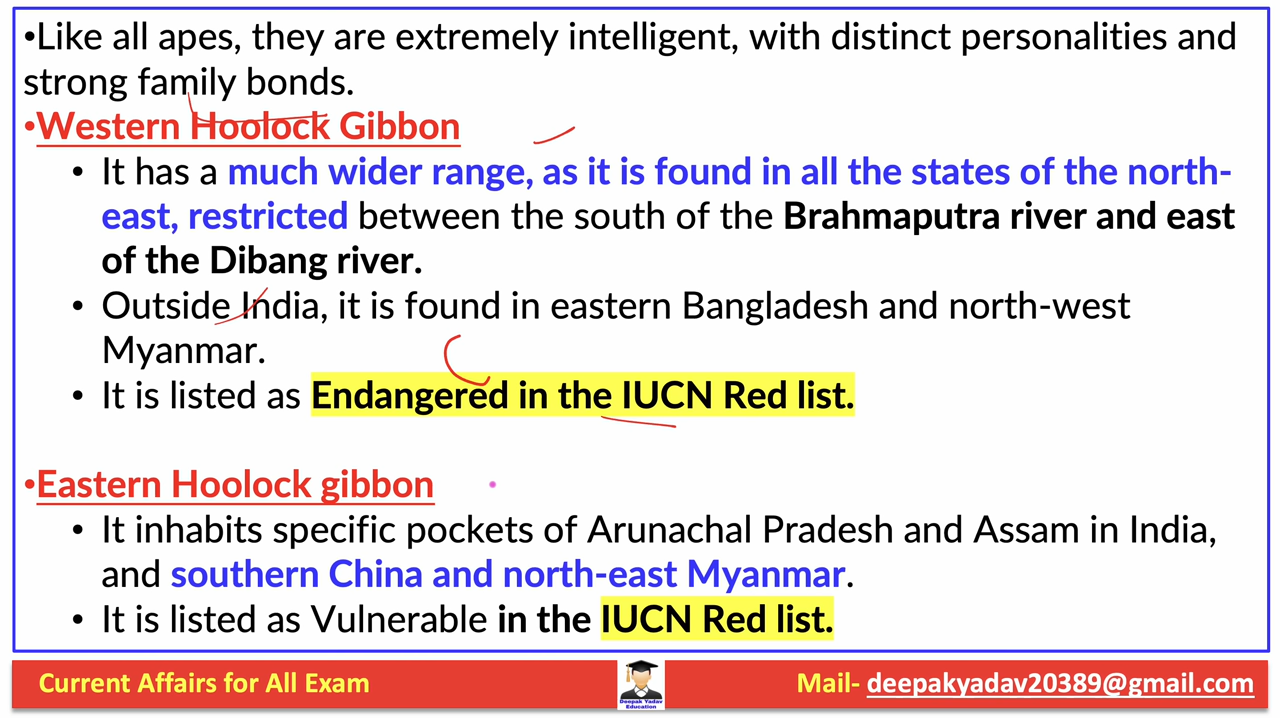 •Like all apes, they are extremely intelligent, with distinct personalities and
strong family bonds.
•Western Hoolock Gibbon
• It has a much wider range, as it is found in all the states of the north-
east, restricted between the south of the Brahmaputra river and east
of the Dibang river.
• Outside India, it is found in eastern Bangladesh and north-west
Myanmar.
• It is listed as Endangered in the IUCN Red list.
•Eastern Hoolock gibbon
• It inhabits specific pockets of Arunachal Pradesh and Assam in India,
and southern China and north-east Myanmar.
• It is listed as Vulnerable in the IUCN Red list.
Current Affairs for All Exam
Deepak Yadav
Education
Mail- deepakyadav20389@gmail.com